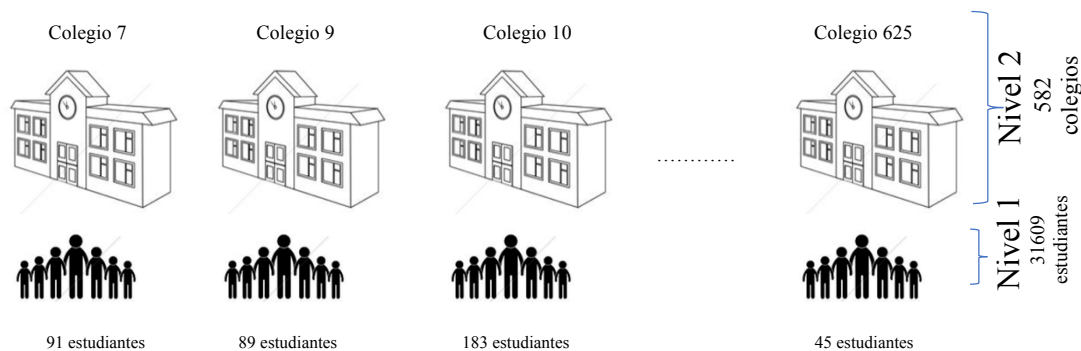 Colegio 7
Colegio 9
Colegio 10
Colegio 625
............
Nivel 2
582
colegios
Nivel 1
31609
estudiantes
91 estudiantes
89 estudiantes
183 estudiantes
45 estudiantes